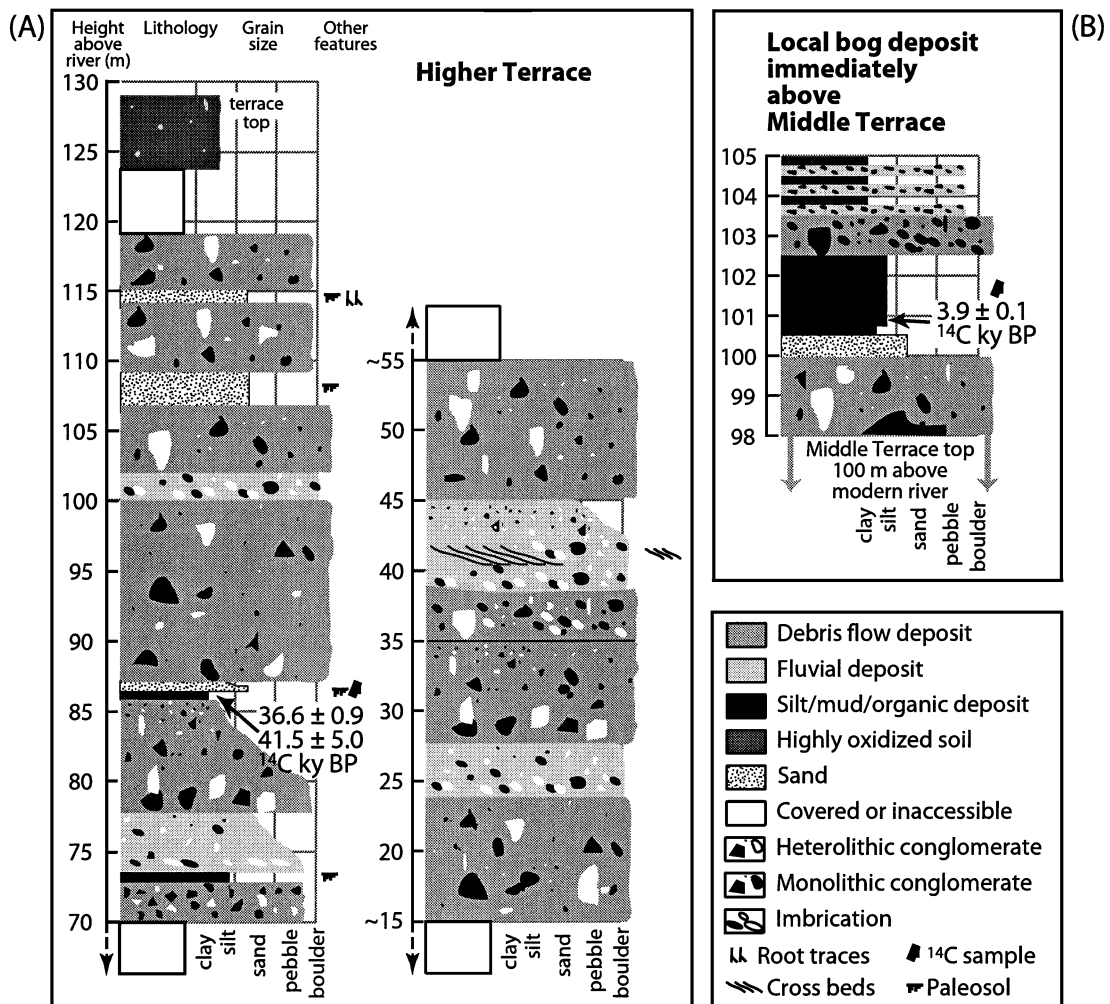 (A)
Height
above
river (m)
Lithology
Grain
size
Other
features
Higher Terrace
130
125
120
115
110
105
100
95
90
85
80
75
70
terrace
top
36.6 ± 0.9
41.5 ± 5.0
14C ky BP
clay
silt
sand
pebble
boulder
~55
50
45
40
35
30
25
20
~15
clay
silt
sand
pebble
boulder
(B)
Local bog deposit
immediately
above
Middle Terrace
105
104
103
102
101
100
99
98
3.9 ± 0.1
14C ky BP
Middle Terrace top
100 m above
modern river
clay
silt
sand
pebble
boulder
Debris flow deposit
Fluvial deposit
Silt/mud/organic deposit
Highly oxidized soil
Sand
Covered or inaccessible
Heterolithic conglomerate
Monolithic conglomerate
Imbrication
Root traces
14C sample
Cross beds
Paleosol